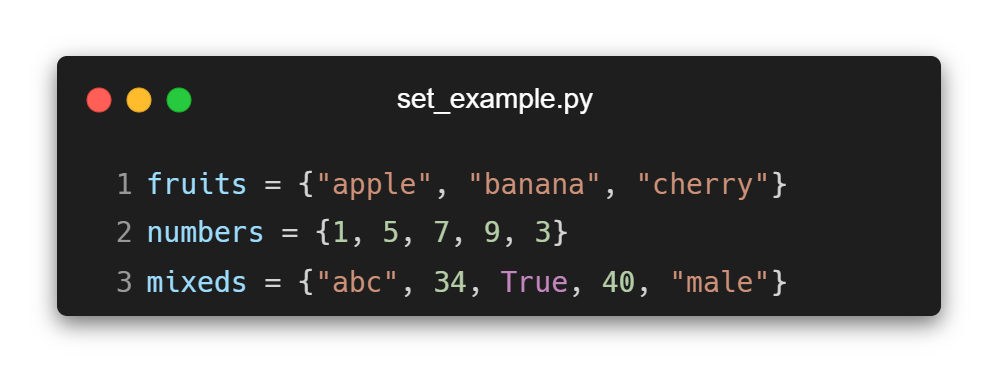 set_example.py
1 fruits = {"apple", "banana", "cherry"}
2 numbers = {1, 5, 7, 9, 3}
3 mixeds = {"abc", 34, True, 40, "male"}